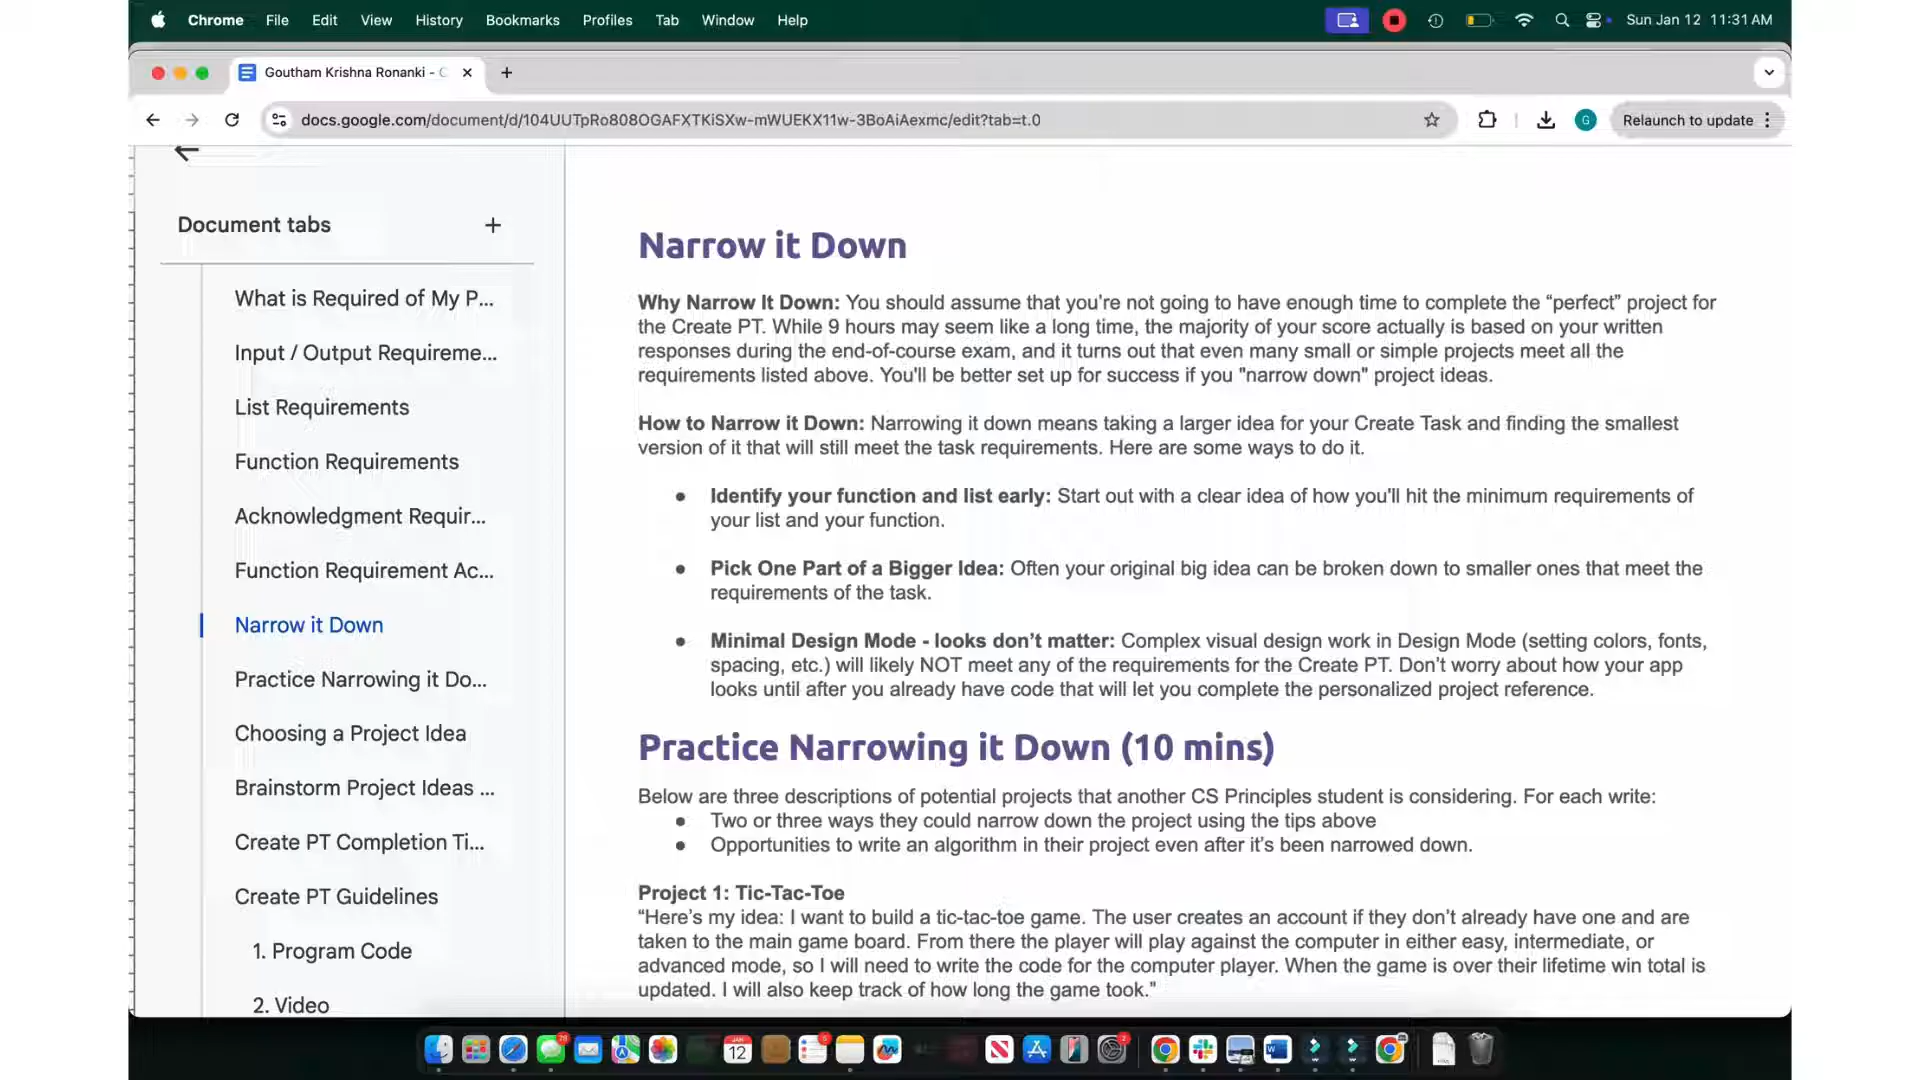 Chrome File Edit View History Bookmarks Profiles Tab Window Help Sun Jan 12 11:31 AM
Goutham Krishna Ronanki - C
docs.google.com/document/d/104UUTpRo808OGAFXTKiSXw-mWUEKX11w-3BoAiAexmc/edit?tab=t.0 G Relaunch to update
Document tabs
What is Required of My P...
Input / Output Requireme...
List Requirements
Function Requirements
Acknowledgment Requir...
Function Requirement Ac...
Narrow it Down
Practice Narrowing it Do...
Choosing a Project Idea
Brainstorm Project Ideas ...
Create PT Completion Ti...
Create PT Guidelines
1. Program Code
2. Video
Narrow it Down
Why Narrow It Down: You should assume that you’re not going to have enough time to complete the “perfect” project for
the Create PT. While 9 hours may seem like a long time, the majority of your score actually is based on your written
responses during the end-of-course exam, and it turns out that even many small or simple projects meet all the
requirements listed above. You'll be better set up for success if you "narrow down" project ideas.
How to Narrow it Down: Narrowing it down means taking a larger idea for your Create Task and finding the smallest
version of it that will still meet the task requirements. Here are some ways to do it.
● Identify your function and list early: Start out with a clear idea of how you'll hit the minimum requirements of
your list and your function.
● Pick One Part of a Bigger Idea: Often your original big idea can be broken down to smaller ones that meet the
requirements of the task.
● Minimal Design Mode - looks don’t matter: Complex visual design work in Design Mode (setting colors, fonts,
spacing, etc.) will likely NOT meet any of the requirements for the Create PT. Don’t worry about how your app
looks until after you already have code that will let you complete the personalized project reference.
Practice Narrowing it Down (10 mins)
Below are three descriptions of potential projects that another CS Principles student is considering. For each write:
● Two or three ways they could narrow down the project using the tips above
● Opportunities to write an algorithm in their project even after it’s been narrowed down.
Project 1: Tic-Tac-Toe
“Here’s my idea: I want to build a tic-tac-toe game. The user creates an account if they don’t already have one and are
taken to the main game board. From there the player will play against the computer in either easy, intermediate, or
advanced mode, so I will need to write the code for the computer player. When the game is over their lifetime win total is
updated. I will also keep track of how long the game took.”
JAN
12